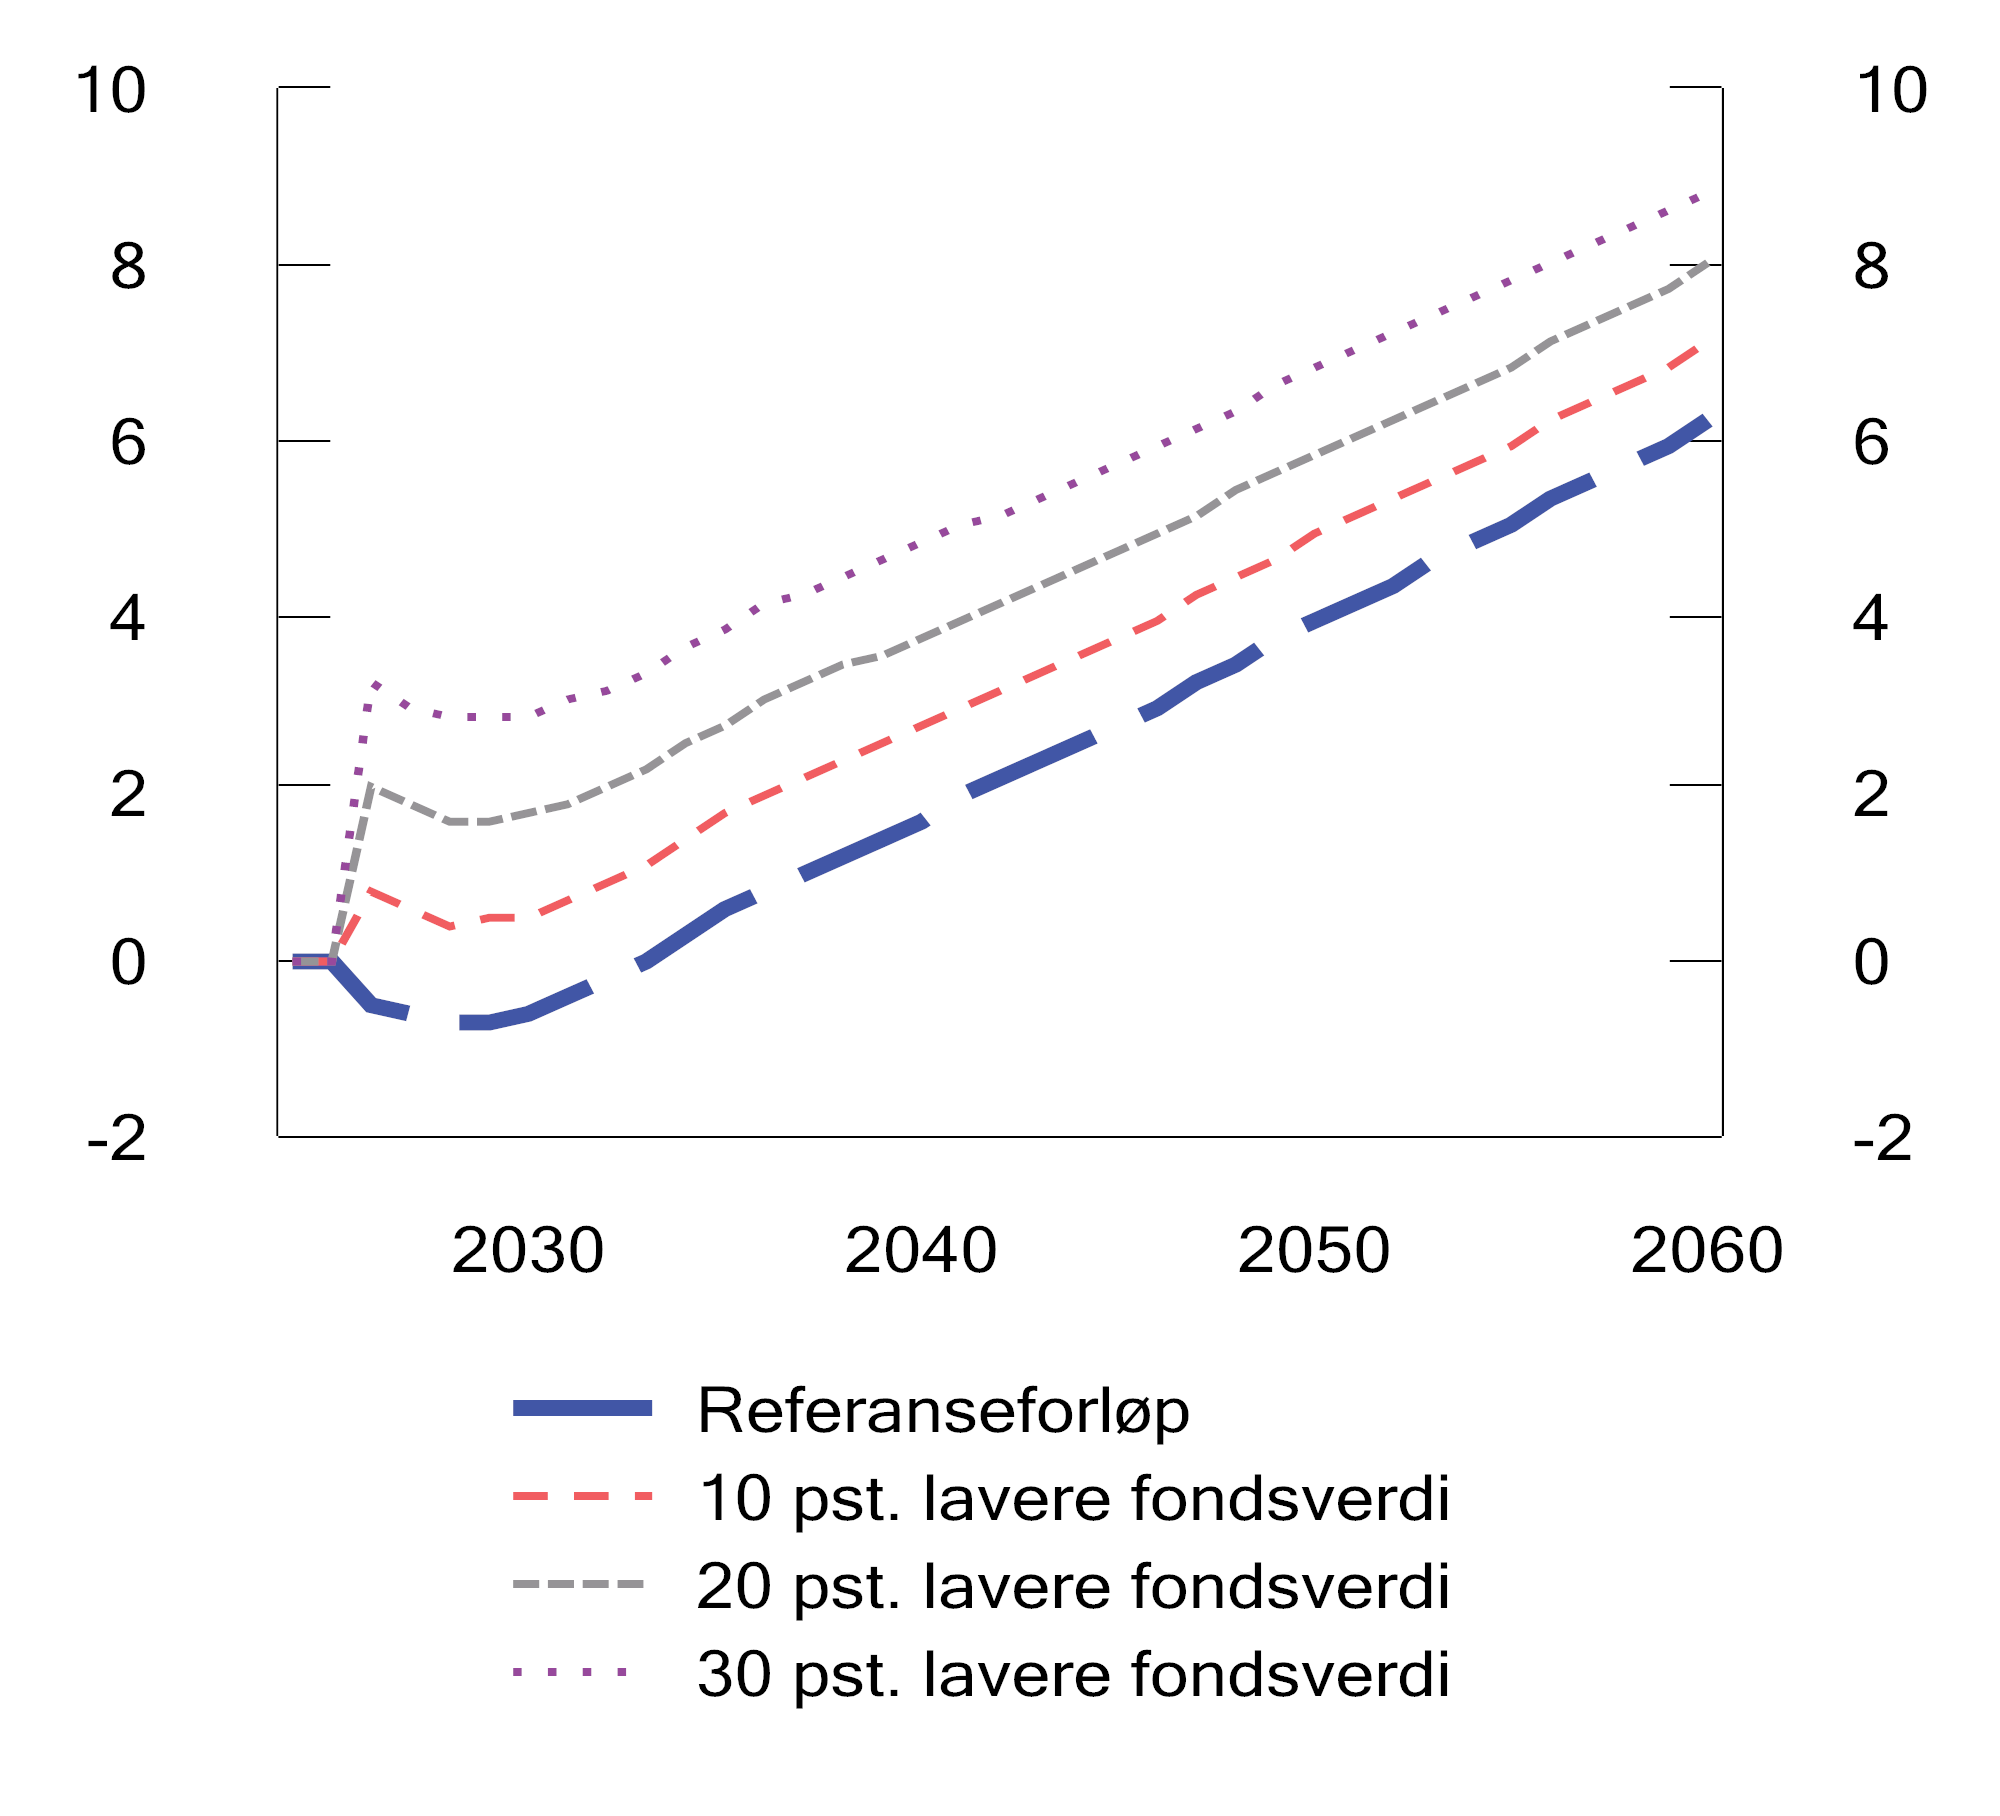 10 10
8 8
6 6
4 4
2 2
0 0
-2 -2
2030 2040 2050 2060
Referanseforløp
10 pst. lavere fondsverdi
20 pst. lavere fondsverdi
30 pst. lavere fondsverdi